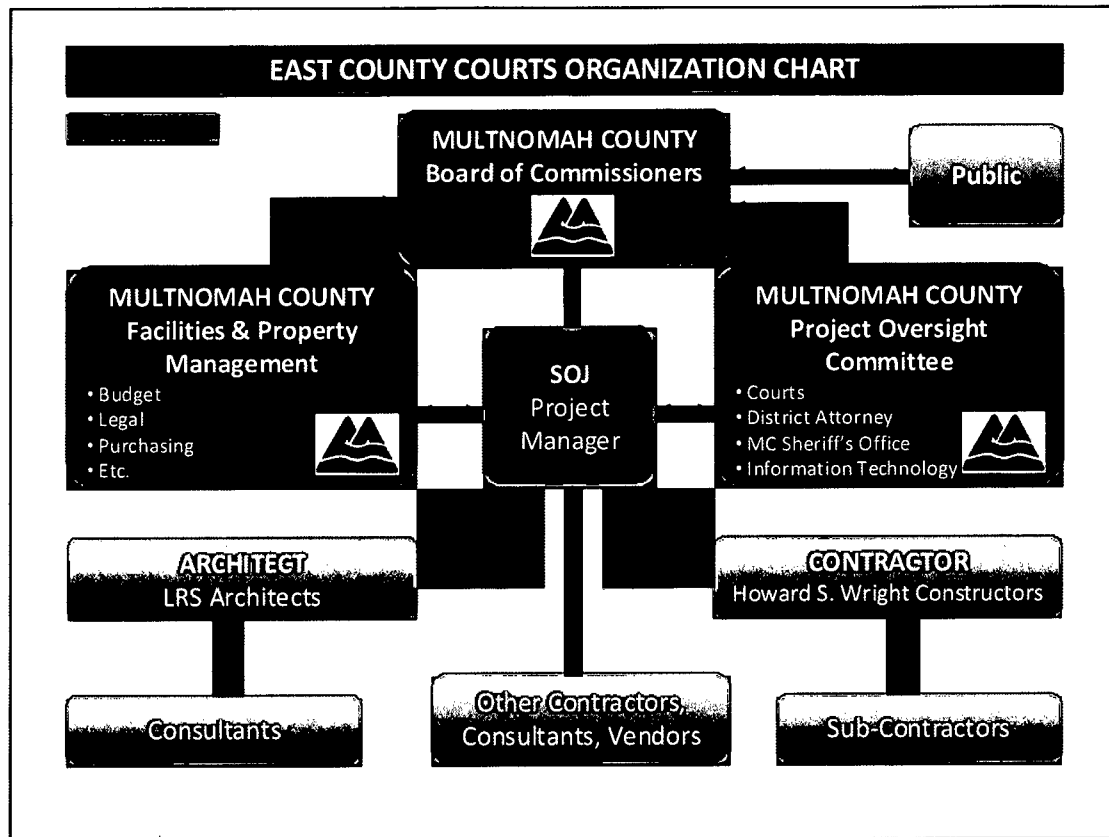 EAST COUNTY COURTS ORGANIZATION CHART
MULTNOMAH COUNTY
Board of Commissioners
Public
MULTNOMAH COUNTY
Facilities & Property
Management
• Budget
• Legal
• Purchasing
• Etc.
SOJ
Project
Manager
MULTNOMAH COUNTY
Project Oversight
Committee
• Courts
• District Attorney
• MC Sheriff's Office
• Information Technology
ARCHITECT
LRS Architects
CONTRACTOR
Howard S. Wright Constructors
Consultants
Other Contractors,
Consultants, Vendors
Sub-Contractors